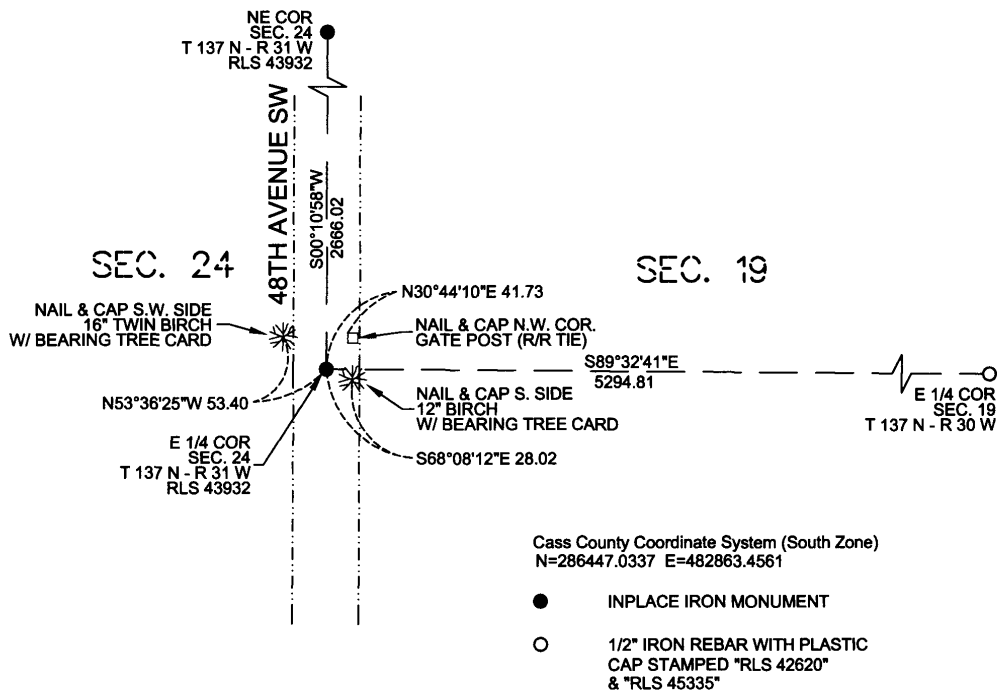 NE COR
SEC. 24
T 137 N - R 31 W
RLS 43932
48TH AVENUE SW
S00°10'58"W
2666.02
SEC. 24
SEC. 19
N30°44'10"E 41.73
NAIL & CAP S.W. SIDE
16" TWIN BIRCH
W/ BEARING TREE CARD
NAIL & CAP N.W. COR.
GATE POST (R/R TIE)
S89°32'41"E
5294.81
N53°36'25"W 53.40
NAIL & CAP S. SIDE
12" BIRCH
W/ BEARING TREE CARD
E 1/4 COR
SEC. 19
T 137 N - R 30 W
E 1/4 COR
SEC. 24
T 137 N - R 31 W
RLS 43932
S68°08'12"E 28.02
Cass County Coordinate System (South Zone)
N=286447.0337 E=482863.4561
INPLACE IRON MONUMENT
1/2" IRON REBAR WITH PLASTIC
CAP STAMPED "RLS 42620"
& "RLS 45335"